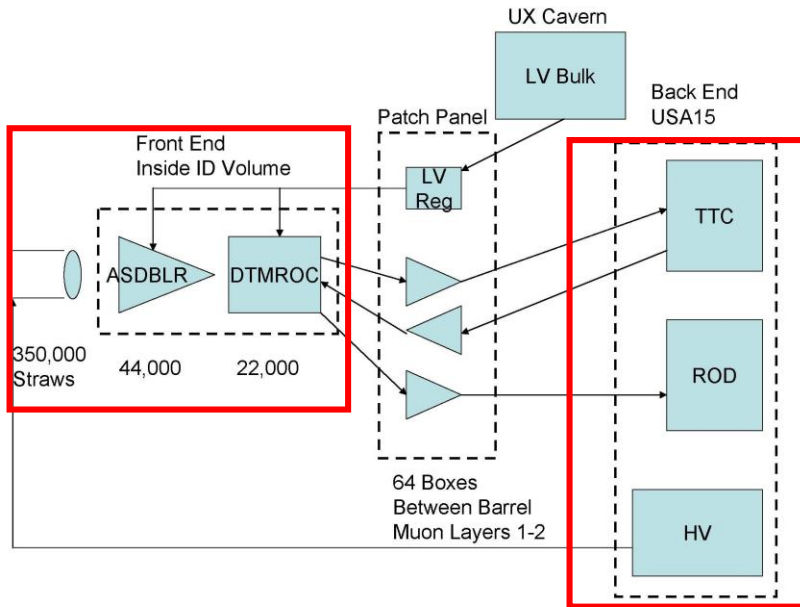 UX Cavern
LV Bulk
Back End
USA15
Patch Panel
Front End
Inside ID Volume
LV
Reg
TTC
ASDBLR
DTMROC
350,000
Straws
44,000
22,000
ROD
64 Boxes
Between Barrel
Muon Layers 1-2
HV